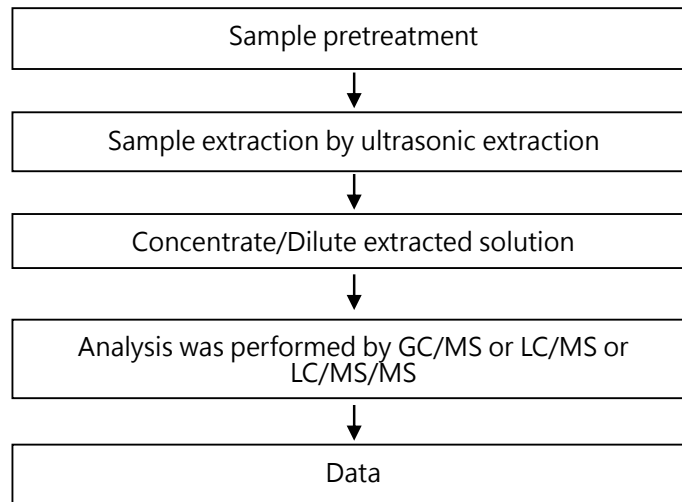 Sample pretreatment
Sample extraction by ultrasonic extraction
Concentrate/Dilute extracted solution
Analysis was performed by GC/MS or LC/MS or
LC/MS/MS
Data